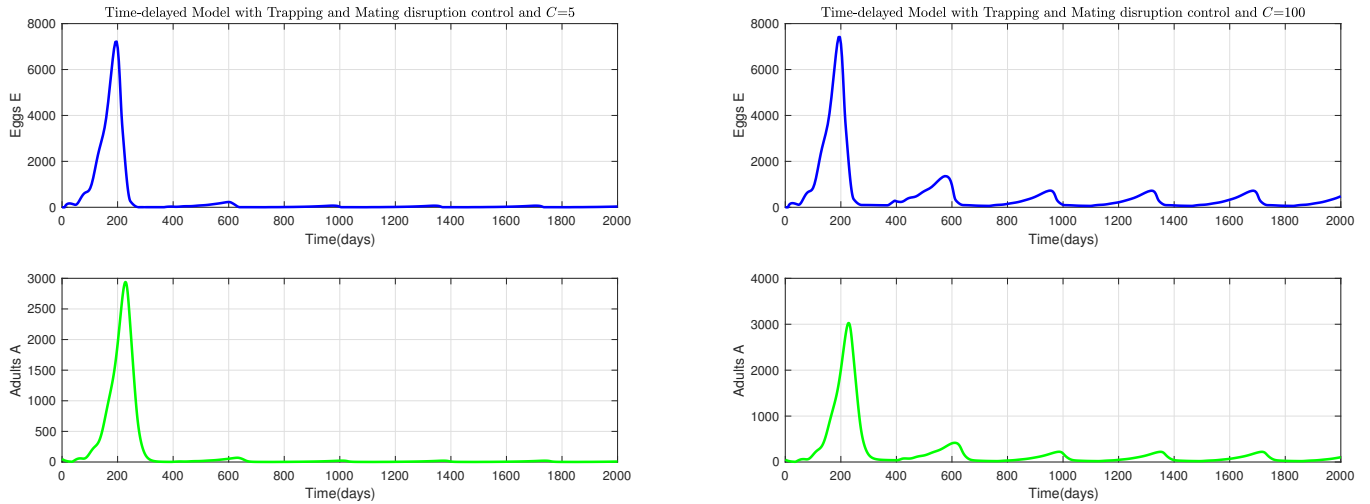 Time-delayed Model with Trapping and Mating disruption control and C=5
8000
6000
4000
2000
0
Eggs E
0 200 400 600 800 1000 1200 1400 1600 1800 2000
Time(days)
3000
2500
2000
1500
1000
500
0
Adults A
0 200 400 600 800 1000 1200 1400 1600 1800 2000
Time(days)
Time-delayed Model with Trapping and Mating disruption control and C=100
8000
6000
4000
2000
0
Eggs E
0 200 400 600 800 1000 1200 1400 1600 1800 2000
Time(days)
4000
3000
2000
1000
0
Adults A
0 200 400 600 800 1000 1200 1400 1600 1800 2000
Time(days)